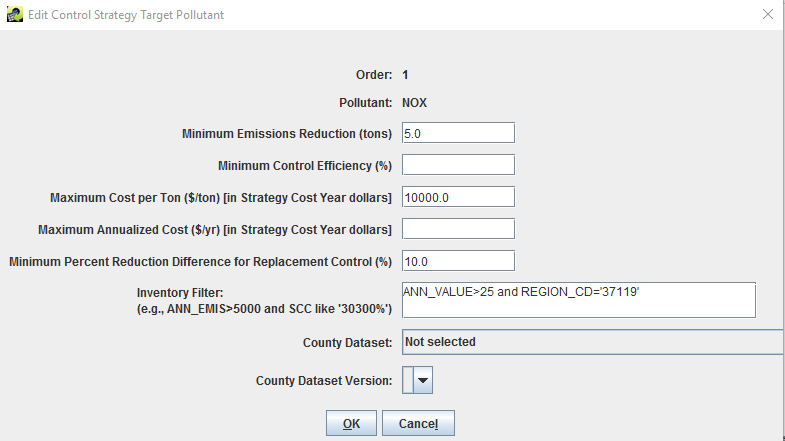 Edit Control Strategy Target Pollutant
Order: 1
Pollutant: NOX
Minimum Emissions Reduction (tons) 5.0
Minimum Control Efficiency (%)
Maximum Cost per Ton ($/ton) [in Strategy Cost Year dollars] 10000.0
Maximum Annualized Cost ($/yr) [in Strategy Cost Year dollars]
Minimum Percent Reduction Difference for Replacement Control (%) 10.0
Inventory Filter: ANN_VALUE>25 and REGION_CD='37119'
(e.g., ANN_EMIS>5000 and SCC like '30300%')
County Dataset: Not selected
County Dataset Version:
OK Cancel